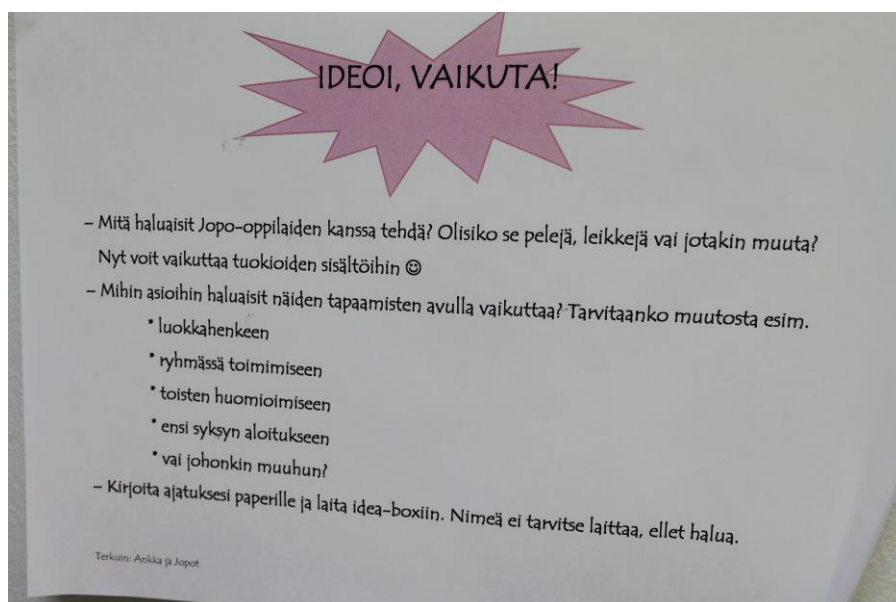 IDEOI, VAIKUTA!
– Mitä haluaisit Jopo-oppilaiden kanssa tehdä? Olisiko se pelejä, leikkejä vai jotakin muuta?
Nyt voit vaikuttaa tuokioiden sisältöihin ☺
– Mihin asioihin haluaisit näiden tapaamisten avulla vaikuttaa? Tarvitaanko muutosta esim.
* luokkahenkeen
* ryhmässä toimimiseen
* toisten huomioimiseen
* ensi syksyn aloitukseen
* vai johonkin muuhun?
– Kirjoita ajatuksesi paperille ja laita idea-boxiin. Nimeä ei tarvitse laittaa, ellet halua.
Terkuin: Ankka ja Jopot